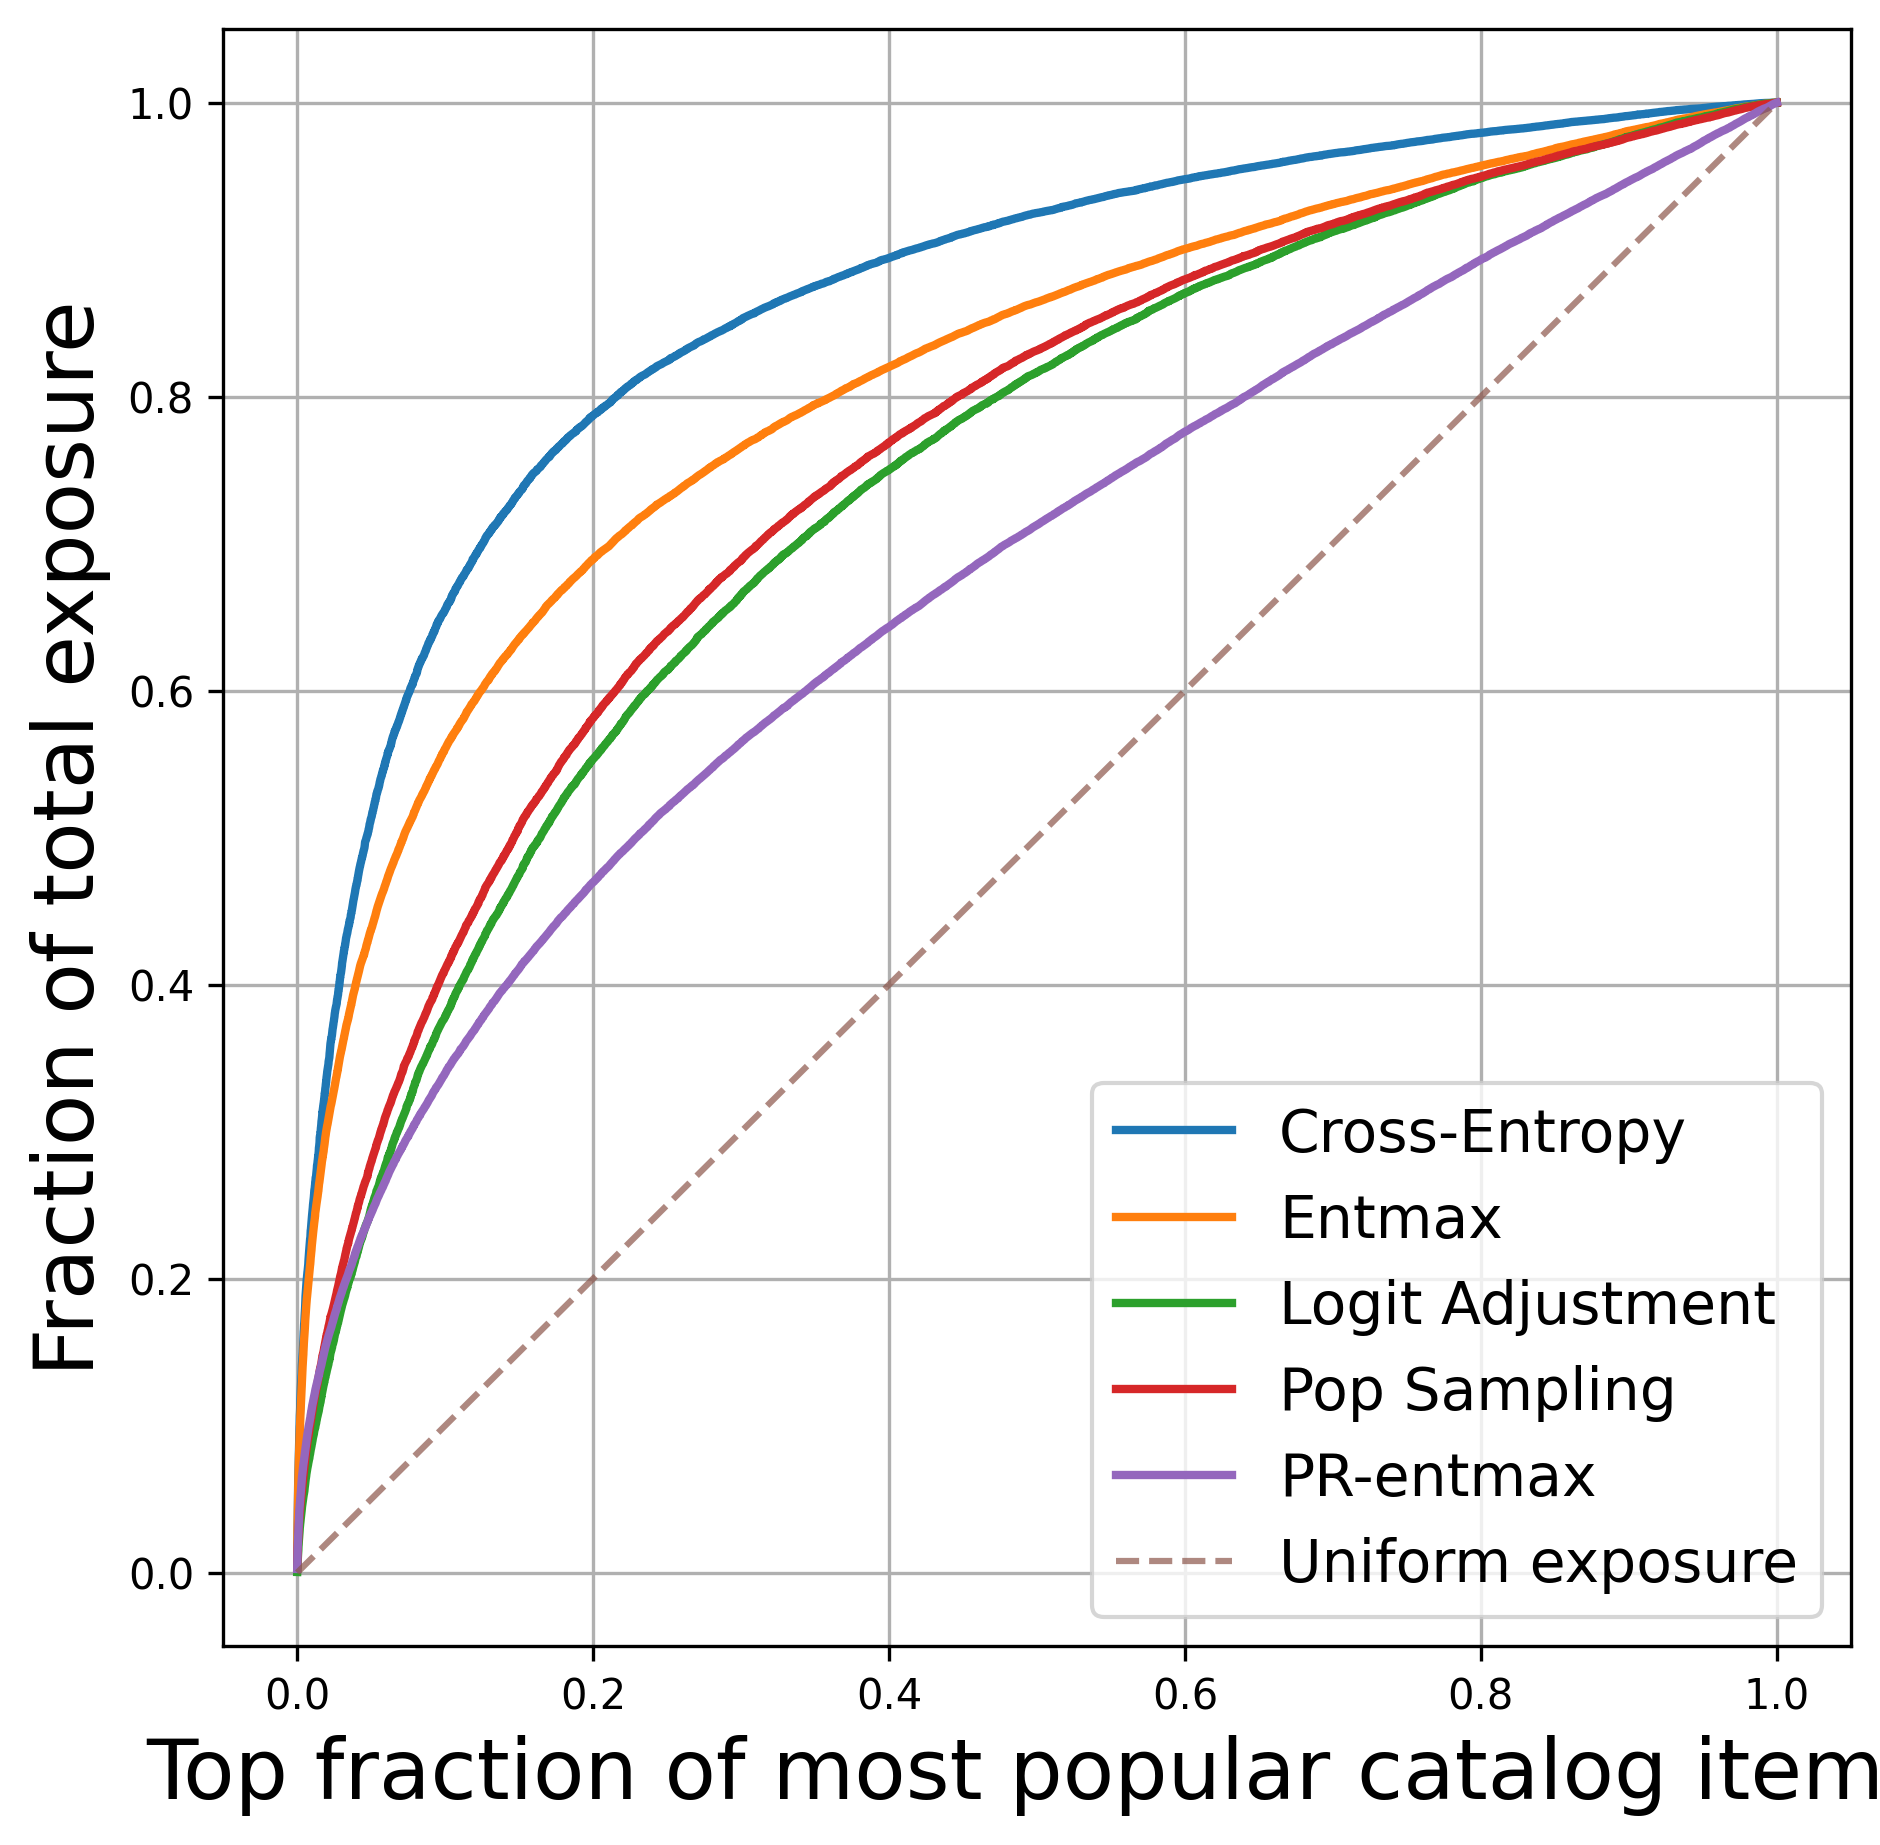 Fraction of total exposure
1.0
0.8
0.6
0.4
0.2
0.0
Cross-Entropy
Entmax
Logit Adjustment
Pop Sampling
PR-entmax
Uniform exposure
0.0 0.2 0.4 0.6 0.8 1.0
Top fraction of most popular catalog item